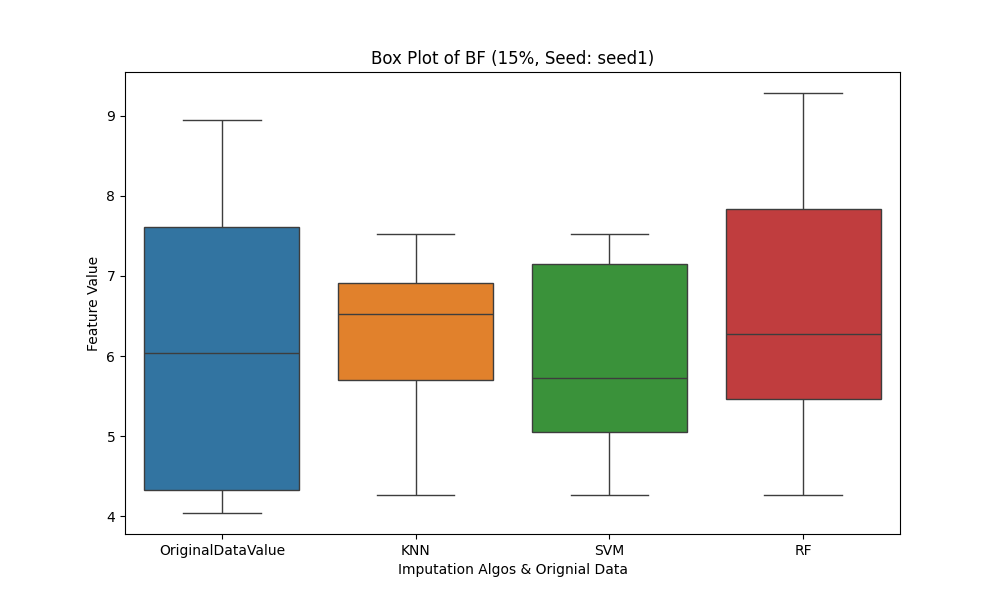 Box Plot of BF (15%, Seed: seed1)
9
8
7
6
5
4
Feature Value
OriginalDataValue
KNN
SVM
RF
Imputation Algos & Orignial Data